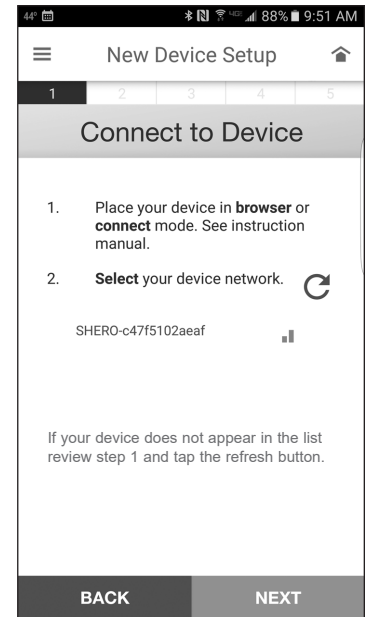 44° 4G LTE 88% 9:51 AM
New Device Setup
1 2 3 4 5
Connect to Device
1. Place your device in browser or
connect mode. See instruction
manual.
2. Select your device network.
SHERO-c47f5102aeaf
If your device does not appear in the list
review step 1 and tap the refresh button.
BACK NEXT